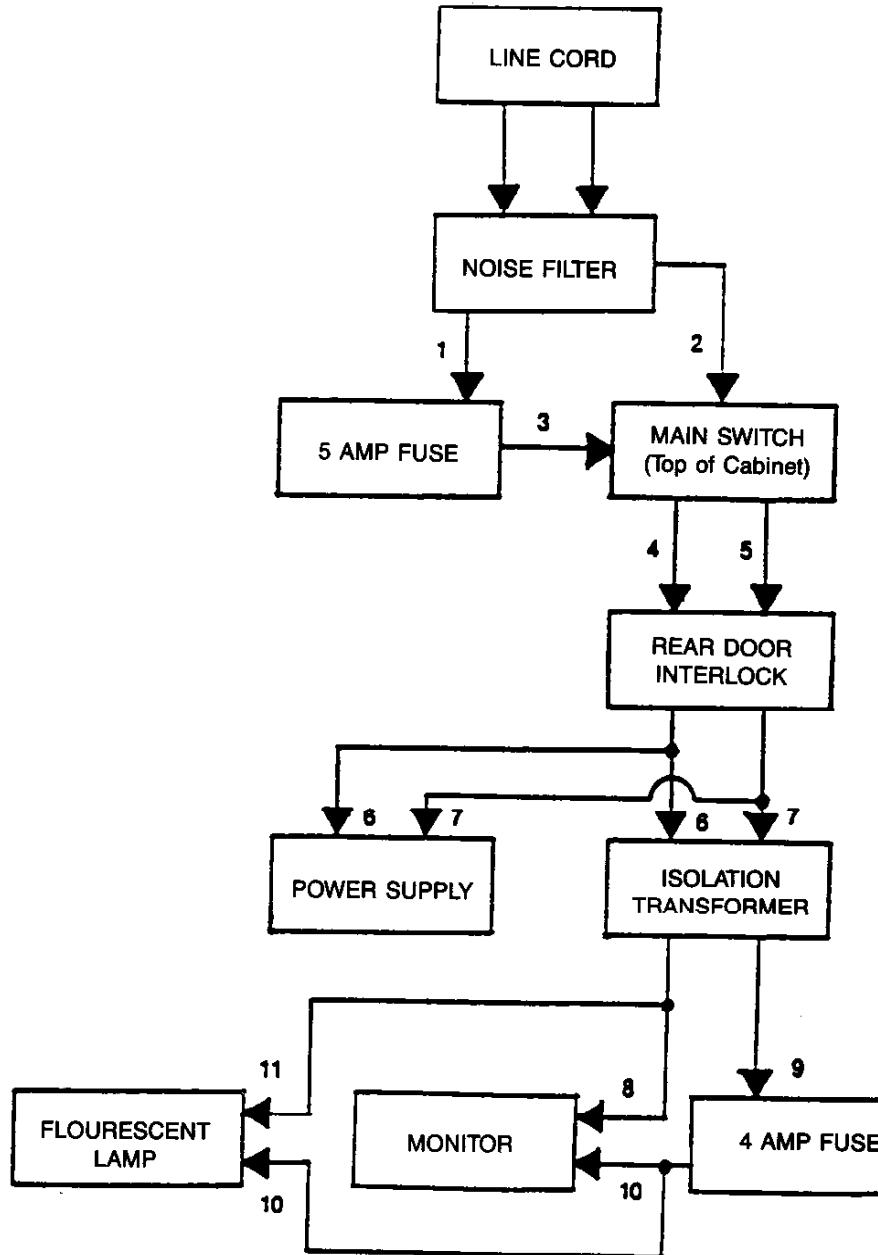 LINE CORD
NOISE FILTER
1
2
5 AMP FUSE
3
MAIN SWITCH
(Top of Cabinet)
4
5
REAR DOOR
INTERLOCK
6
7
6
7
POWER SUPPLY
ISOLATION
TRANSFORMER
11
8
9
FLOURESCENT
LAMP
MONITOR
4 AMP FUSE
10
10